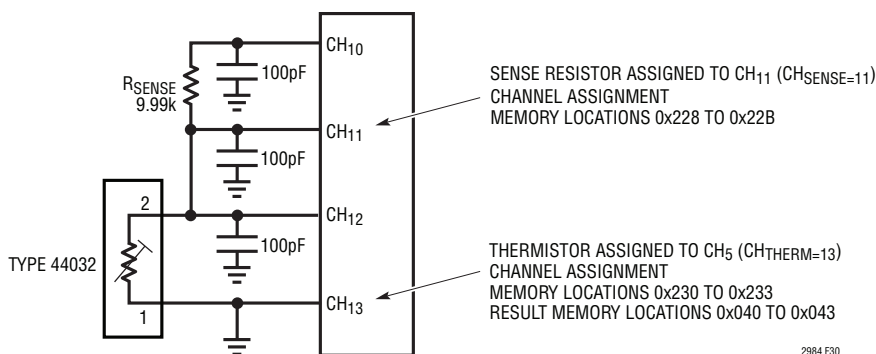 CH10
100pF
RSENSE
9.99k
SENSE RESISTOR ASSIGNED TO CH11 (CHSENSE=11)
CHANNEL ASSIGNMENT
MEMORY LOCATIONS 0x228 TO 0x22B
CH11
100pF
2
CH12
100pF
TYPE 44032
THERMISTOR ASSIGNED TO CH5 (CHTHERM=13)
CHANNEL ASSIGNMENT
MEMORY LOCATIONS 0x230 TO 0x233
RESULT MEMORY LOCATIONS 0x040 TO 0x043
1
CH13
2984 F30